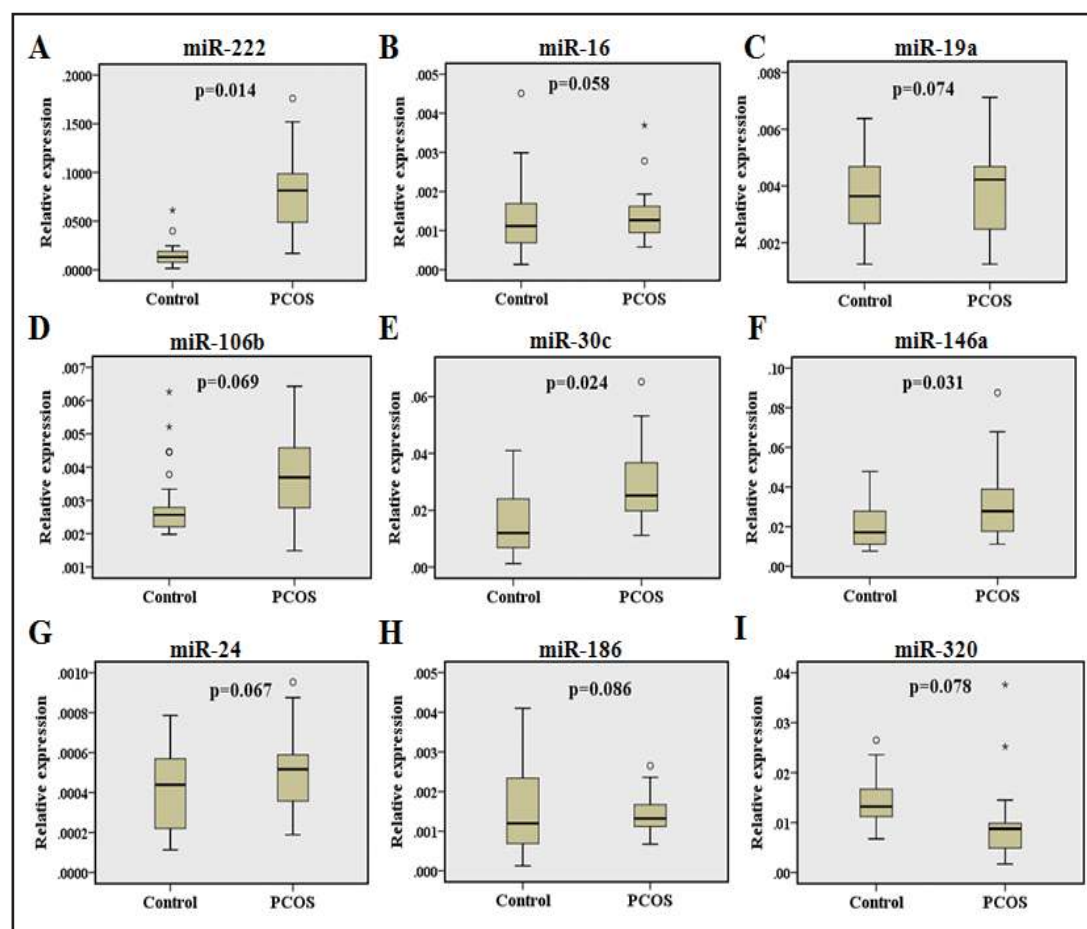 A
miR-222
p=0.014
Relative expression
.2000
.1500
.1000
.0500
.0000
Control
PCOS
B
miR-16
p=0.058
Relative expression
.005
.004
.003
.002
.001
.000
Control
PCOS
C
miR-19a
p=0.074
Relative expression
.008
.006
.004
.002
Control
PCOS
D
miR-106b
p=0.069
Relative expression
.007
.006
.005
.004
.003
.002
.001
Control
PCOS
E
miR-30c
p=0.024
Relative expression
.06
.04
.02
.00
Control
PCOS
F
miR-146a
p=0.031
Relative expression
.10
.08
.06
.04
.02
.00
Control
PCOS
G
miR-24
p=0.067
Relative expression
.0010
.0008
.0006
.0004
.0002
.0000
Control
PCOS
H
miR-186
p=0.086
Relative expression
.005
.004
.003
.002
.001
.000
Control
PCOS
I
miR-320
p=0.078
Relative expression
.04
.03
.02
.01
.00
Control
PCOS